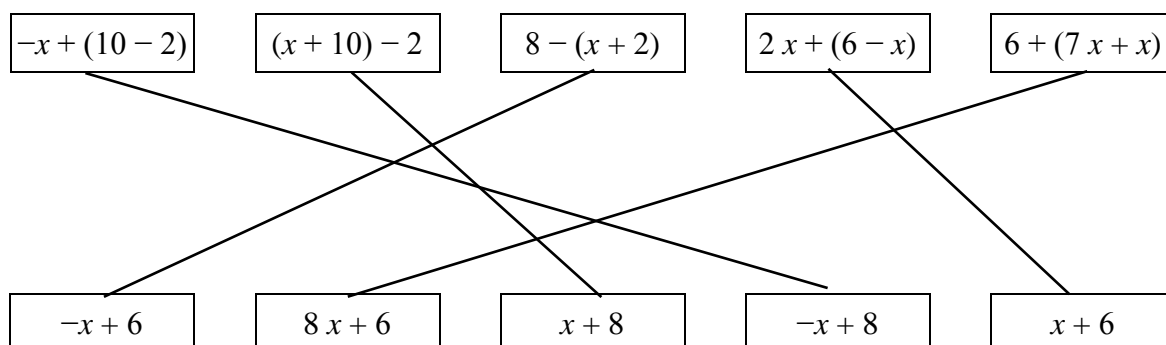 −x + (10 − 2) (x + 10) − 2 8 − (x + 2) 2 x + (6 − x) 6 + (7 x + x)
−x + 6 8 x + 6 x + 8 −x + 8 x + 6